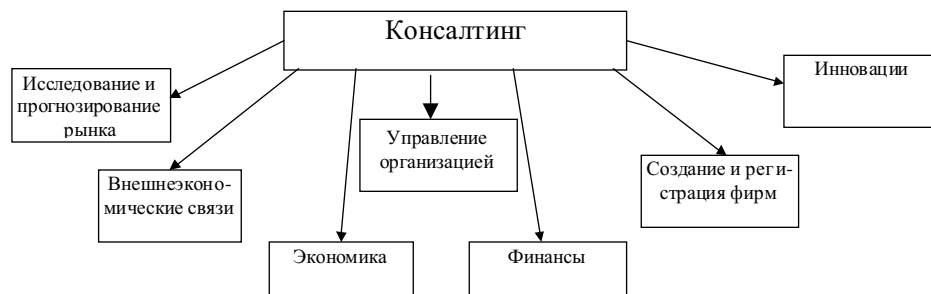 Консалтинг
Исследование и
прогнозирование
рынка
Инновации
Управление
организацией
Внешнеэконо-
мические связи
Создание и реги-
страция фирм
Экономика
Финансы